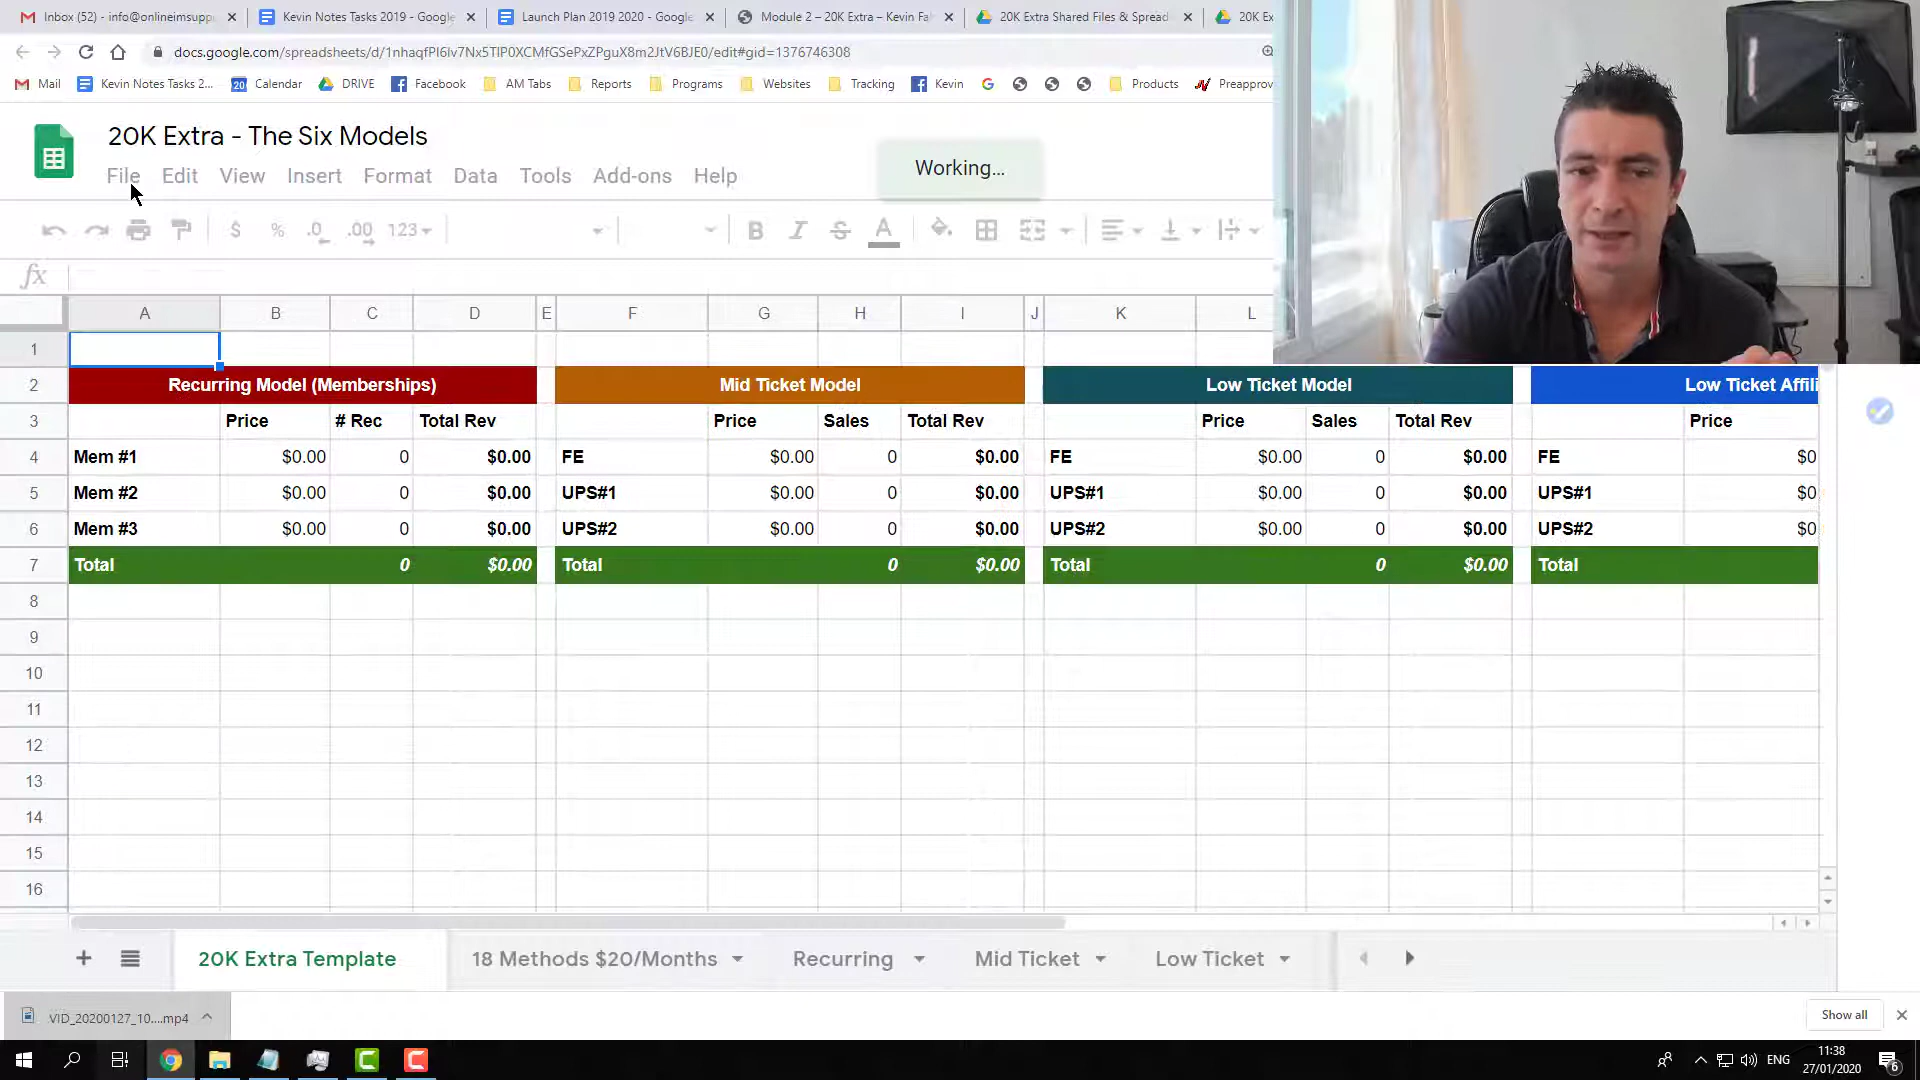 Inbox (52) - info@onlineimsupp
Kevin Notes Tasks 2019 - Google
Launch Plan 2019 2020 - Google
Module 2 – 20K Extra – Kevin Fa
20K Extra Shared Files & Spread
20K Ex
docs.google.com/spreadsheets/d/1nhaqfPI6Iv7Nx5TlP0XCMfGSePxZPguX8m2JtV6BJE0/edit#gid=1376746308
Mail
Kevin Notes Tasks 2...
Calendar
DRIVE
Facebook
AM Tabs
Reports
Programs
Websites
Tracking
Kevin
Products
Preapprov
20K Extra - The Six Models
Working...
File Edit View Insert Format Data Tools Add-ons Help
$ % .0 .00 123 B I S A
fx
A B C D E F G H I J K L
1
2 Recurring Model (Memberships) Mid Ticket Model Low Ticket Model Low Ticket Affili
3 Price # Rec Total Rev Price Sales Total Rev Price Sales Total Rev Price
4 Mem #1 $0.00 0 $0.00 FE $0.00 0 $0.00 FE $0.00 0 $0.00 FE $0
5 Mem #2 $0.00 0 $0.00 UPS#1 $0.00 0 $0.00 UPS#1 $0.00 0 $0.00 UPS#1 $0
6 Mem #3 $0.00 0 $0.00 UPS#2 $0.00 0 $0.00 UPS#2 $0.00 0 $0.00 UPS#2 $0
7 Total 0 $0.00 Total 0 $0.00 Total 0 $0.00 Total
8
9
10
11
12
13
14
15
16
20K Extra Template 18 Methods $20/Months Recurring Mid Ticket Low Ticket
VID_20200127_10....mp4
Show all
ENG
11:38
27/01/2020
6